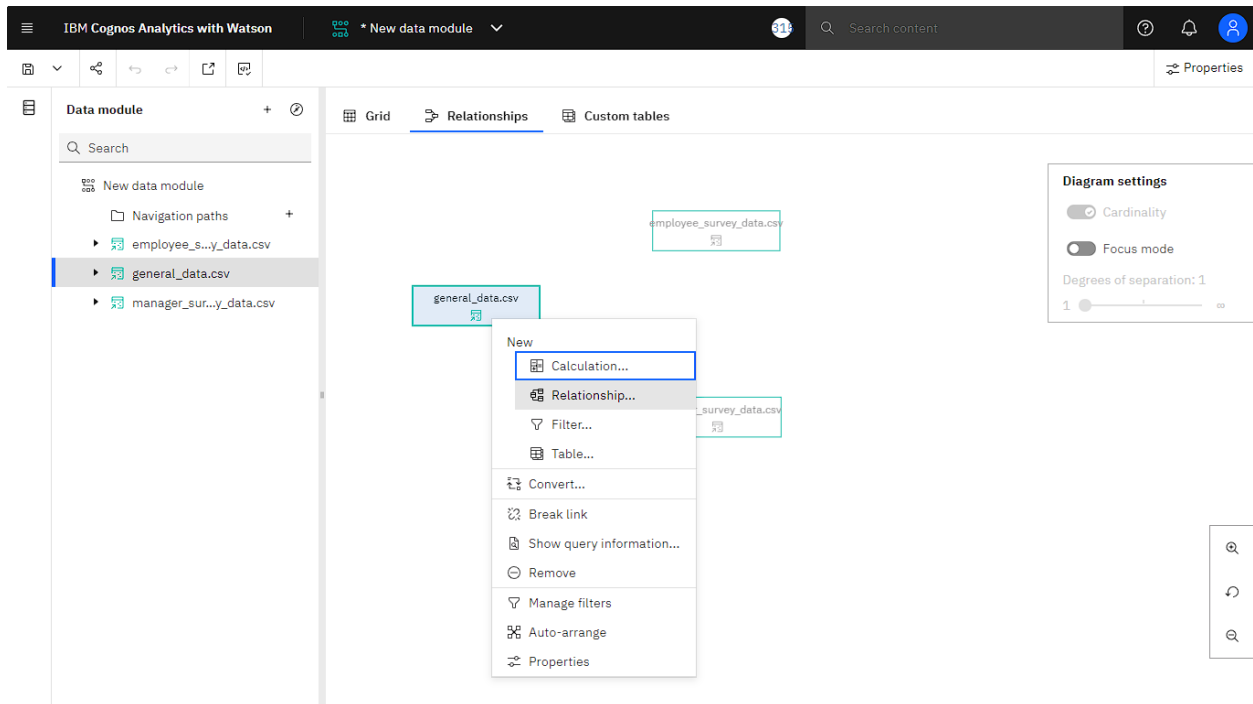 IBM Cognos Analytics with Watson
* New data module
315
Search content
Properties
Data module
Search
New data module
Navigation paths
employee_s...y_data.csv
general_data.csv
manager_sur...y_data.csv
Grid
Relationships
Custom tables
employee_survey_data.csv
general_data.csv
_survey_data.csv
New
Calculation...
Relationship...
Filter...
Table...
Convert...
Break link
Show query information...
Remove
Manage filters
Auto-arrange
Properties
Diagram settings
Cardinality
Focus mode
Degrees of separation: 1
1 ∞